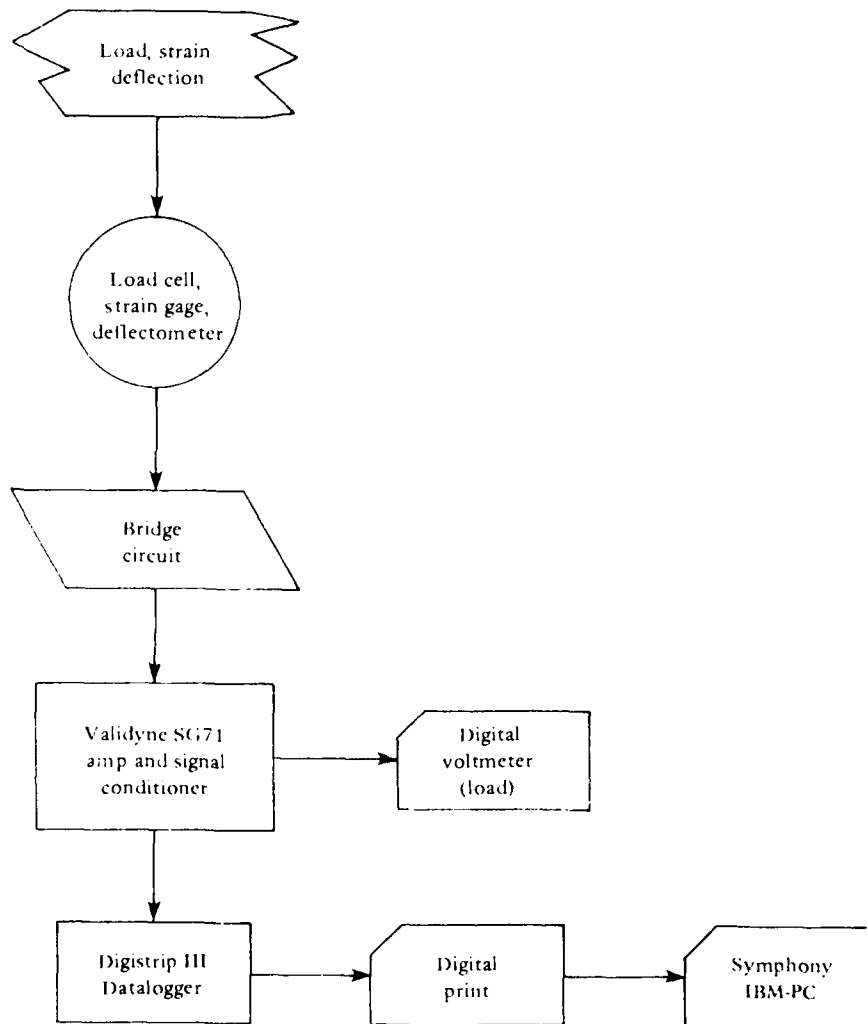 Load, strain
deflection
Load cell,
strain gage,
deflectometer
Bridge
circuit
Validyne SG71
amp and signal
conditioner
Digital
voltmeter
(load)
Digistrip III
Datalogger
Digital
print
Symphony
IBM-PC